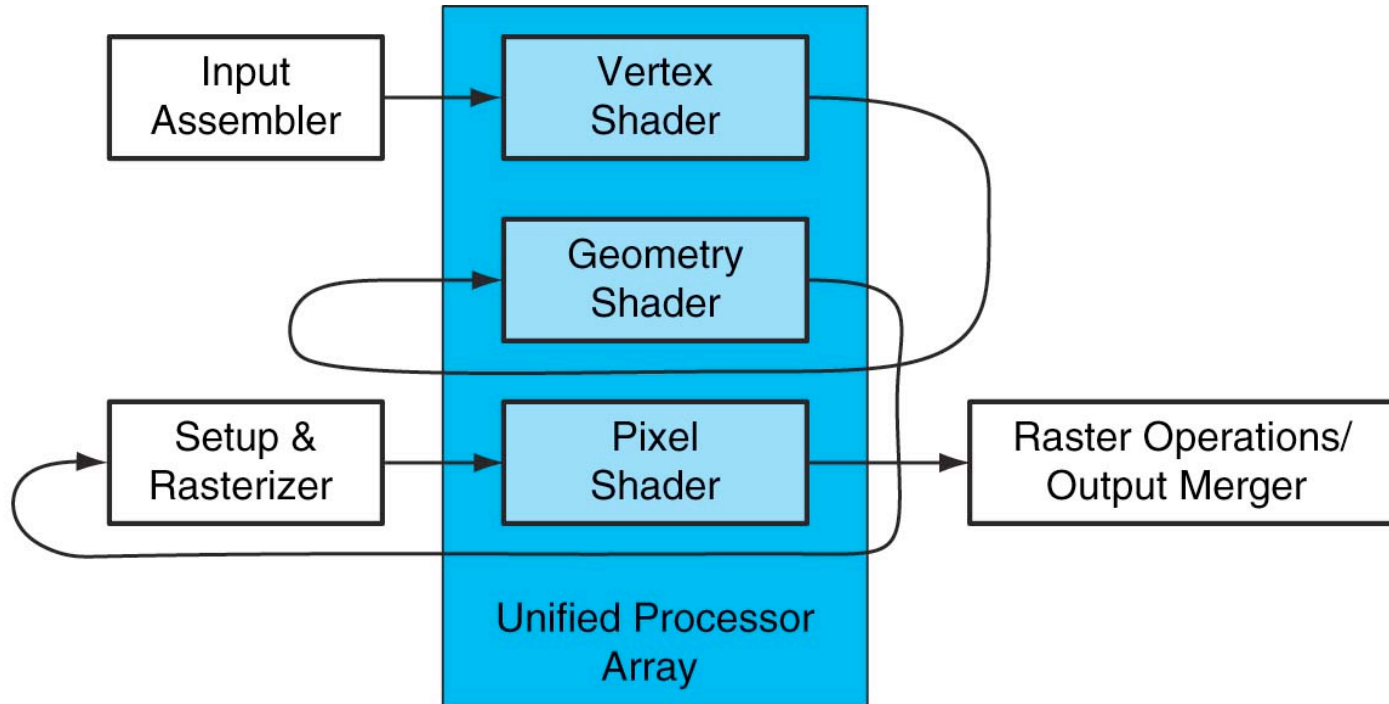 Input
Assembler
Vertex
Shader
Geometry
Shader
Setup &
Rasterizer
Pixel
Shader
Raster Operations/
Output Merger
Unified Processor
Array